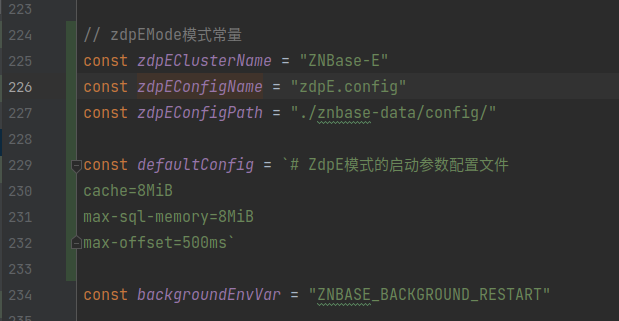 223
224 // zdpEMode模式常量
225 const zdpEClusterName = "ZNBase-E"
226 const zdpEConfigName = "zdpE.config"
227 const zdpEConfigPath = "./znbase-data/config/"
228
229 const defaultConfig = `# ZdpE模式的启动参数配置文件
230 cache=8MiB
231 max-sql-memory=8MiB
232 max-offset=500ms`
233
234 const backgroundEnvVar = "ZNBASE_BACKGROUND_RESTART"
235